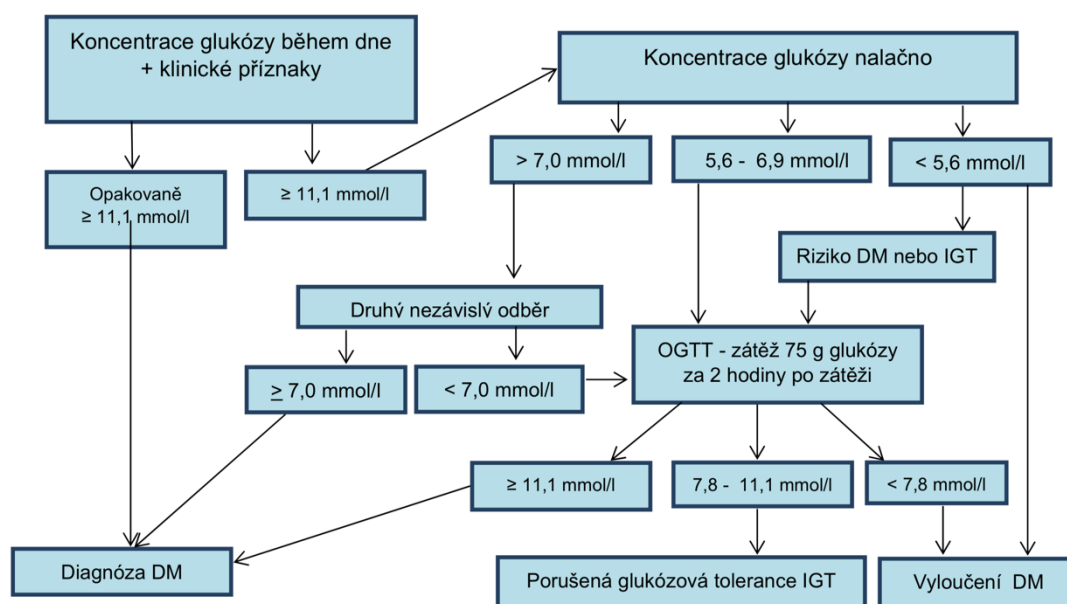 Koncentrace glukózy během dne
+ klinické příznaky
Koncentrace glukózy nalačno
> 7,0 mmol/l
5,6 - 6,9 mmol/l
< 5,6 mmol/l
Opakovaně
≥ 11,1 mmol/l
≥ 11,1 mmol/l
Riziko DM nebo IGT
Druhý nezávislý odběr
OGTT - zátěž 75 g glukózy
za 2 hodiny po zátěži
≥ 7,0 mmol/l
< 7,0 mmol/l
≥ 11,1 mmol/l
7,8 - 11,1 mmol/l
< 7,8 mmol/l
Diagnóza DM
Porušená glukózová tolerance IGT
Vyloučení DM